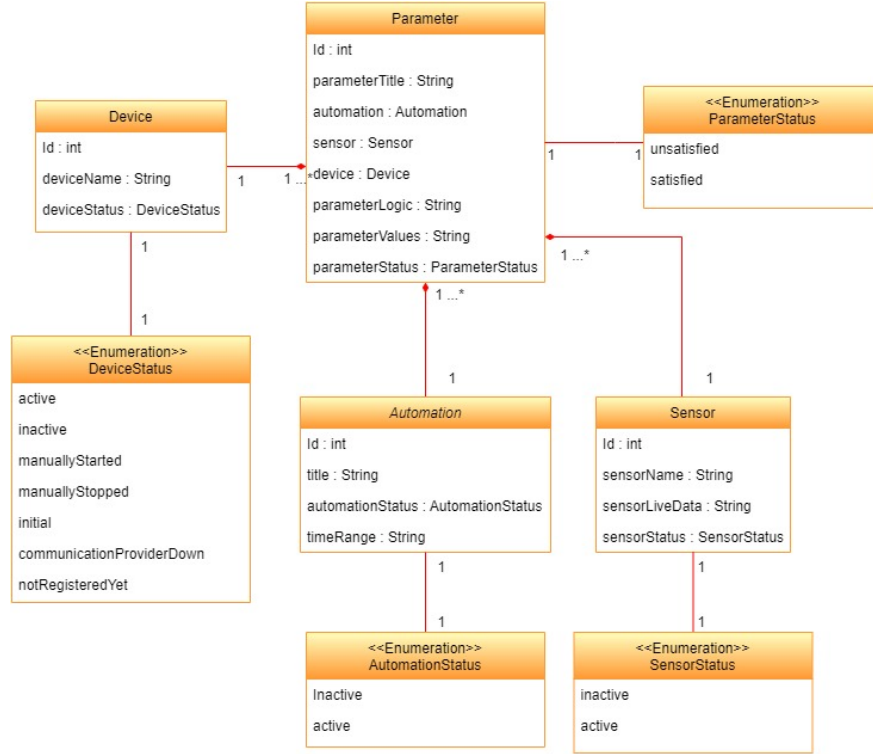 Parameter
Id : int
parameterTitle : String
automation : Automation
sensor : Sensor
device : Device
parameterLogic : String
parameterValues : String
parameterStatus : ParameterStatus
Device
Id : int
deviceName : String
deviceStatus : DeviceStatus
<<Enumeration>>
ParameterStatus
unsatisfied
satisfied
1
1 ...*
1
1
1 ...*
1 ...*
1
1
<<Enumeration>>
DeviceStatus
active
inactive
manuallyStarted
manuallyStopped
initial
communicationProviderDown
notRegisteredYet
1
1
Automation
Id : int
title : String
automationStatus : AutomationStatus
timeRange : String
Sensor
Id : int
sensorName : String
sensorLiveData : String
sensorStatus : SensorStatus
1
1
1
1
<<Enumeration>>
AutomationStatus
Inactive
active
<<Enumeration>>
SensorStatus
inactive
active